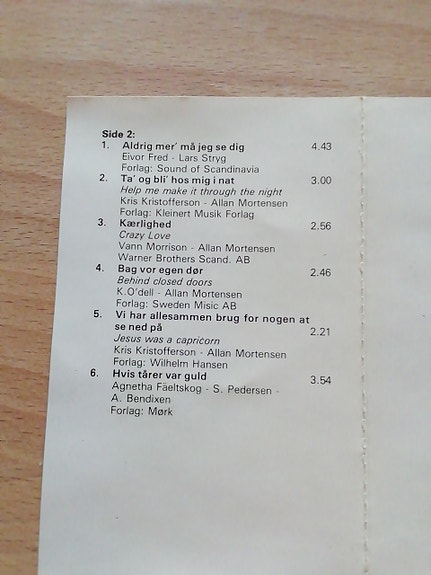 Side 2:
1. Aldrig mer' må jeg se dig 4.43
Eivor Fred - Lars Stryg
Forlag: Sound of Scandinavia
2. Ta' og bli' hos mig i nat 3.00
Help me make it through the night
Kris Kristofferson - Allan Mortensen
Forlag: Kleinert Musik Forlag
3. Kærlighed 2.56
Crazy Love
Vann Morrison - Allan Mortensen
Warner Brothers Scand. AB
4. Bag vor egen dør 2.46
Behind closed doors
K.O'dell - Allan Mortensen
Forlag: Sweden Misic AB
5. Vi har allesammen brug for nogen at
se ned på 2.21
Jesus was a capricorn
Kris Kristofferson - Allan Mortensen
Forlag: Wilhelm Hansen
6. Hvis tårer var guld 3.54
Agnetha Fäeltskog - S. Pedersen -
A. Bendixen
Forlag: Mørk